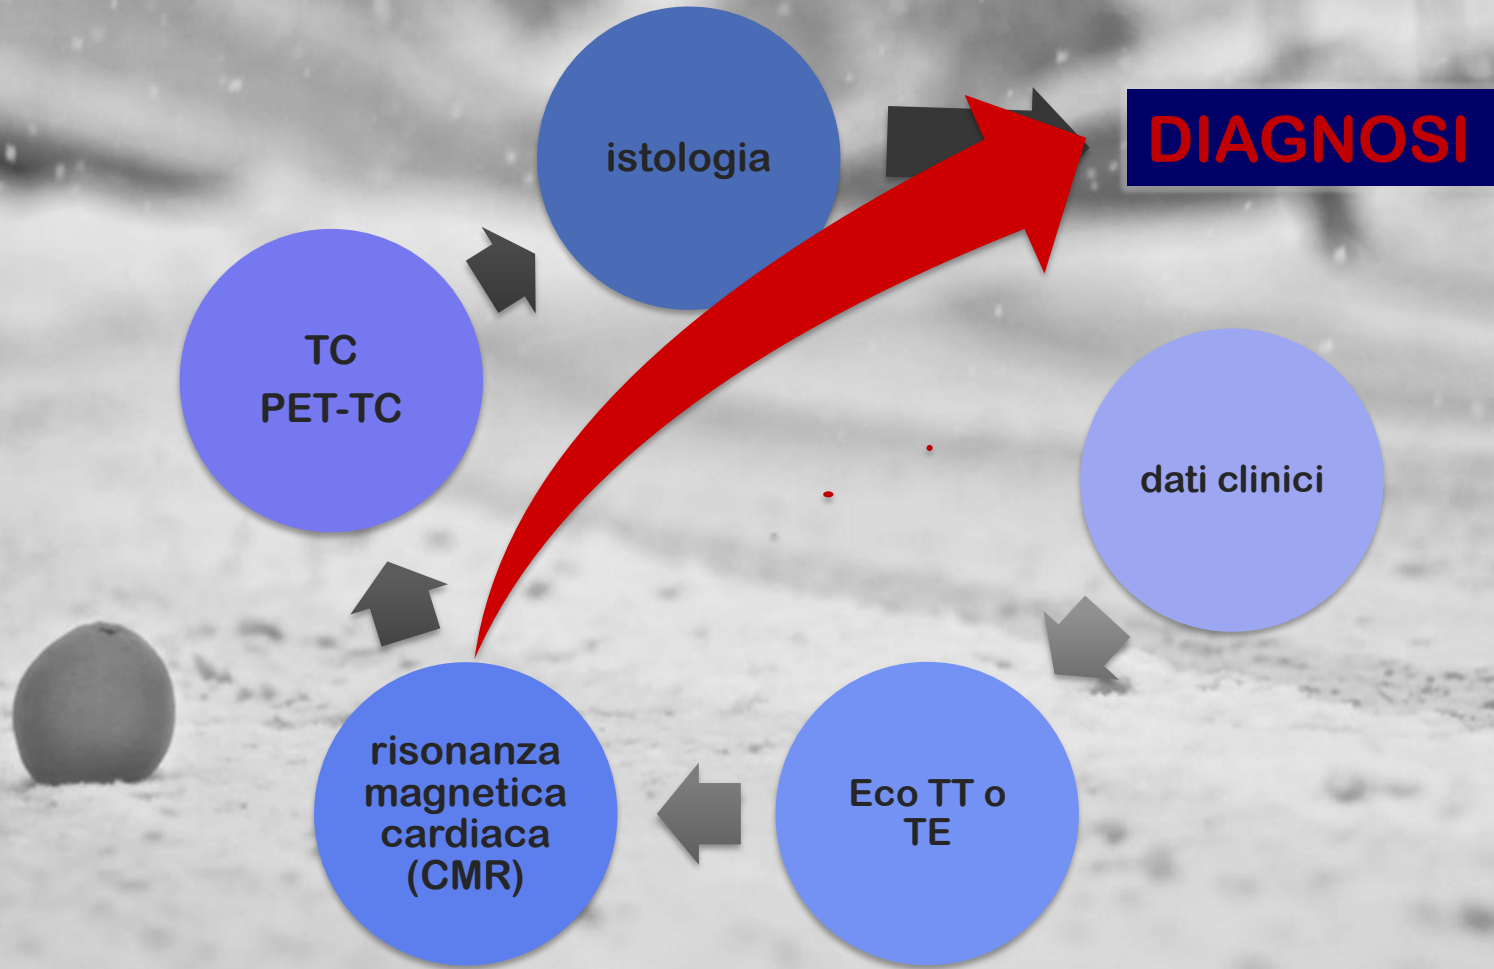 istologia
DIAGNOSI
TC
PET-TC
dati clinici
risonanza
magnetica
cardiaca
(CMR)
Eco TT o
TE